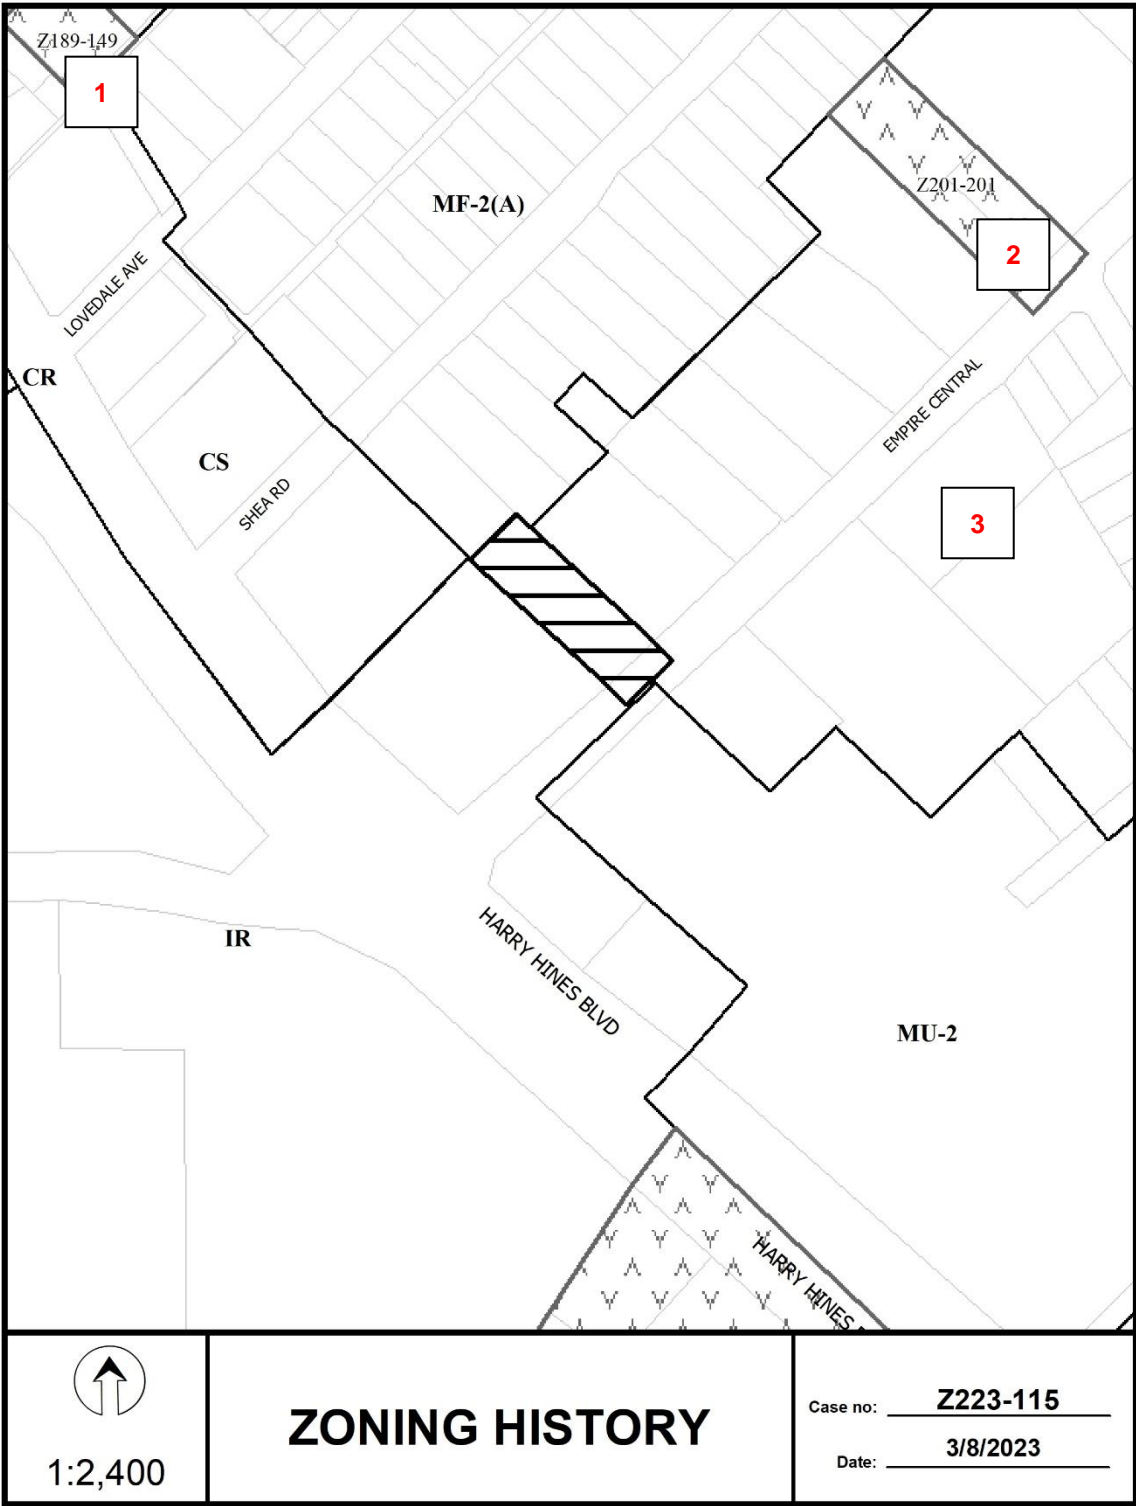 Z189-149
1
MF-2(A)
Z201-201
2
LOVEDALE AVE
CR
EMPIRE CENTRAL
CS
SHEA RD
3
IR
HARRY HINES BLVD
MU-2
HARRY HINES
1:2,400
ZONING HISTORY
Case no: Z223-115
Date: 3/8/2023